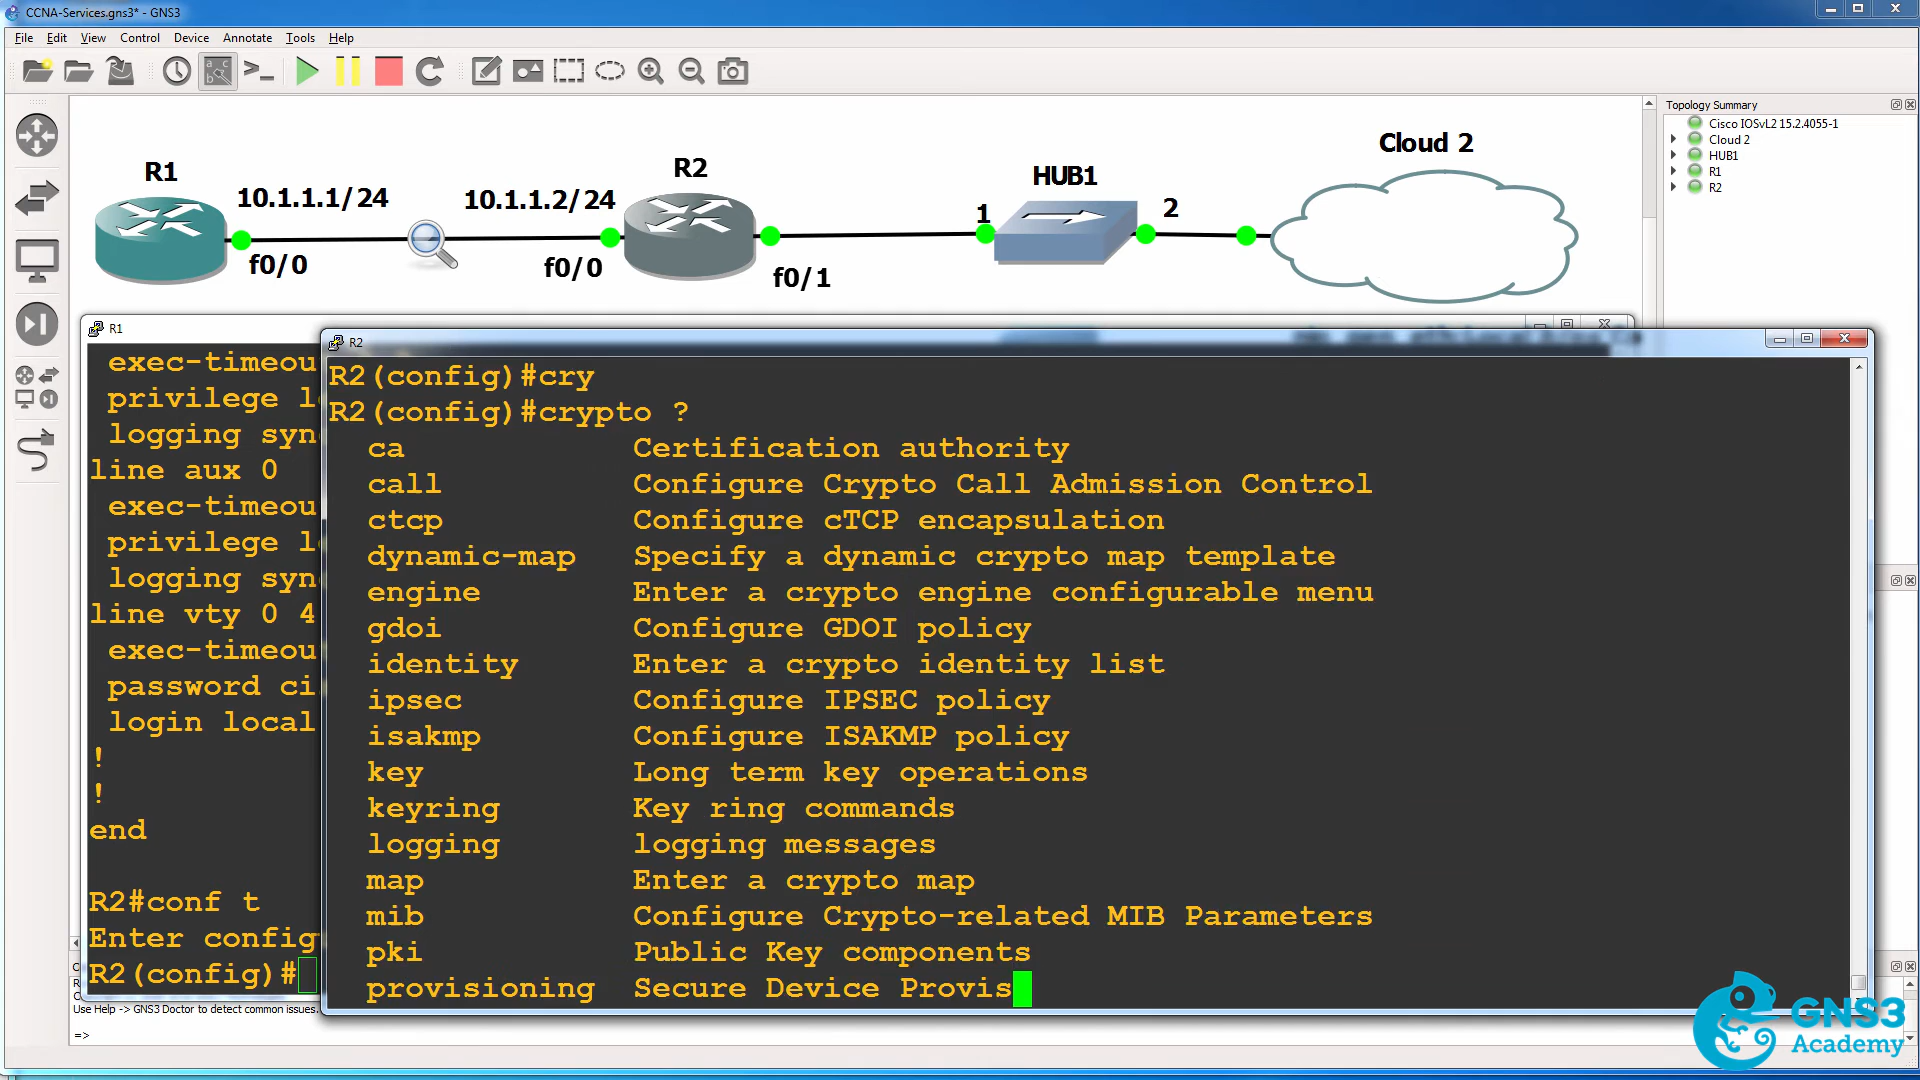 CCNA-Services.gns3* - GNS3
File Edit View Control Device Annotate Tools Help
Topology Summary
Cisco IOSvL2 15.2.4055-1
Cloud 2
HUB1
R1
R2
R1
10.1.1.1/24
f0/0
10.1.1.2/24
f0/0
R2
f0/1
1
HUB1
2
Cloud 2
R1
exec-timeou
privilege l
logging syn
line aux 0
exec-timeou
privilege l
logging syn
line vty 0 4
exec-timeou
password ci
login local
!
!
end
R2#conf t
Enter config
R2(config)#
R2
R2(config)#cry
R2(config)#crypto ?
ca Certification authority
call Configure Crypto Call Admission Control
ctcp Configure cTCP encapsulation
dynamic-map Specify a dynamic crypto map template
engine Enter a crypto engine configurable menu
gdoi Configure GDOI policy
identity Enter a crypto identity list
ipsec Configure IPSEC policy
isakmp Configure ISAKMP policy
key Long term key operations
keyring Key ring commands
logging logging messages
map Enter a crypto map
mib Configure Crypto-related MIB Parameters
pki Public Key components
provisioning Secure Device Provis
Use Help -> GNS3 Doctor to detect common issues.
=>
GNS3
Academy